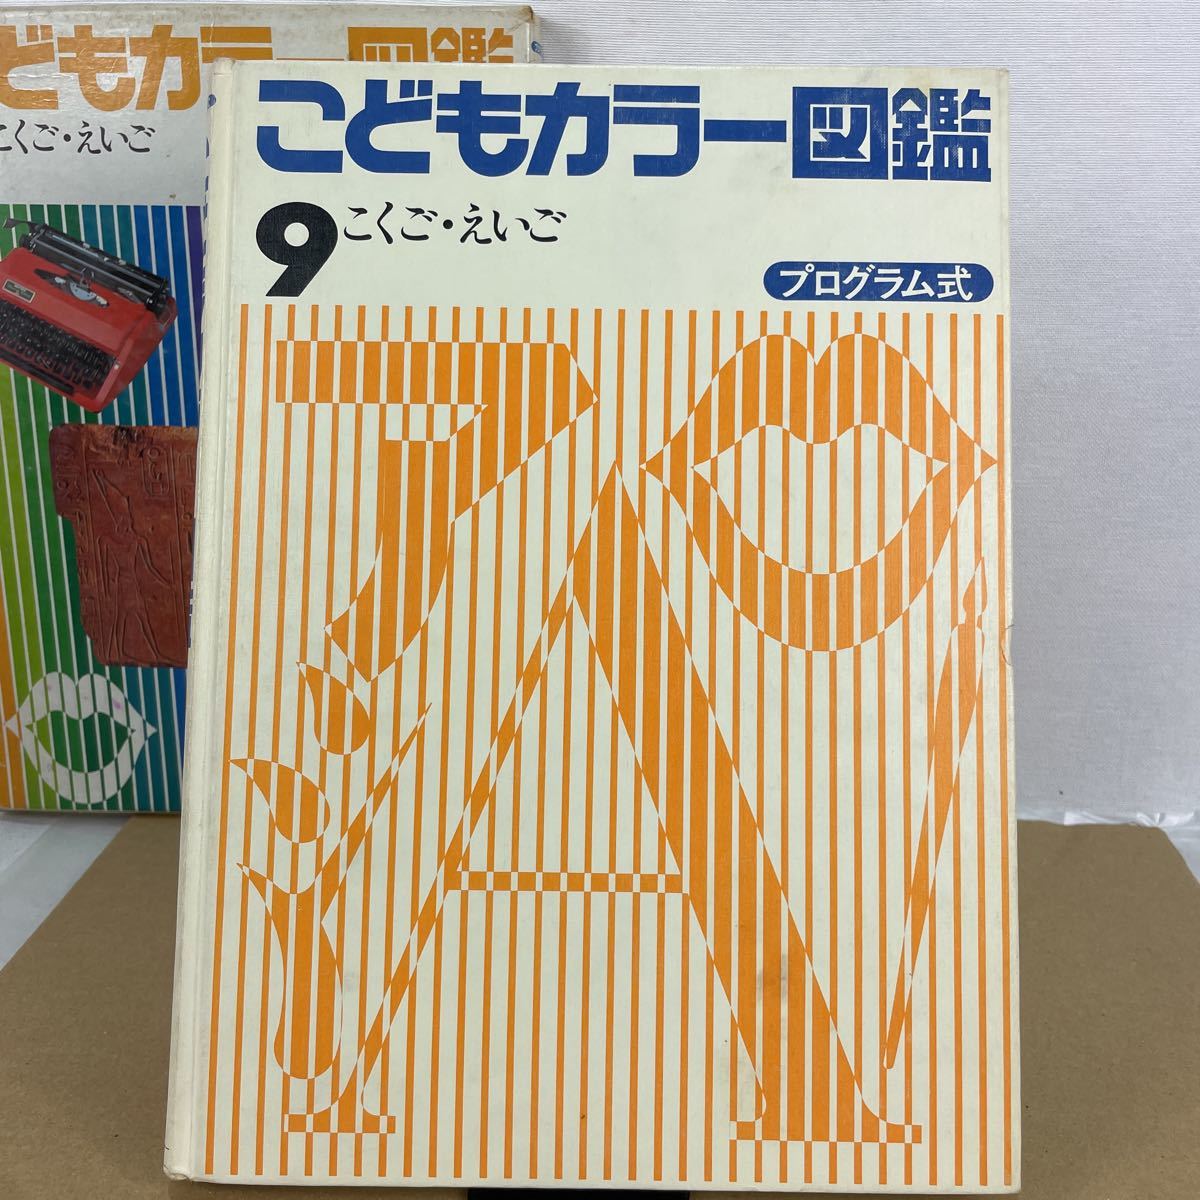 どもカラー図鑑
こくご・えいご
こどもカラー図鑑
9 こくご・えいご
プログラム式
ア
A